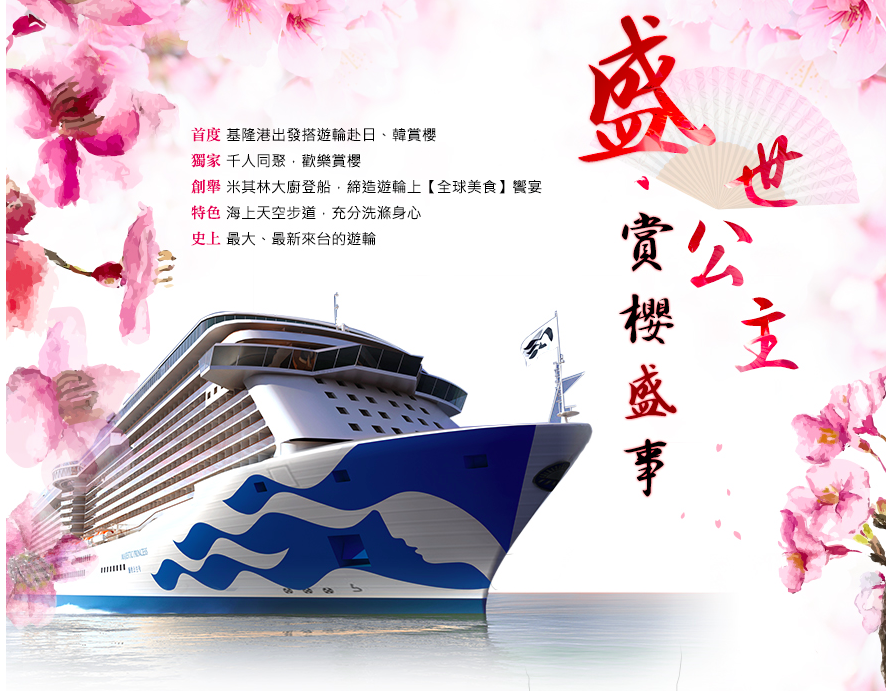 盛世公主
、賞櫻盛事
首度 基隆港出發搭遊輪赴日、韓賞櫻
獨家 千人同聚，歡樂賞櫻
創舉 米其林大廚登船，締造遊輪上【全球美食】饗宴
特色 海上天空步道，充分洗滌身心
史上 最大、最新來台的遊輪